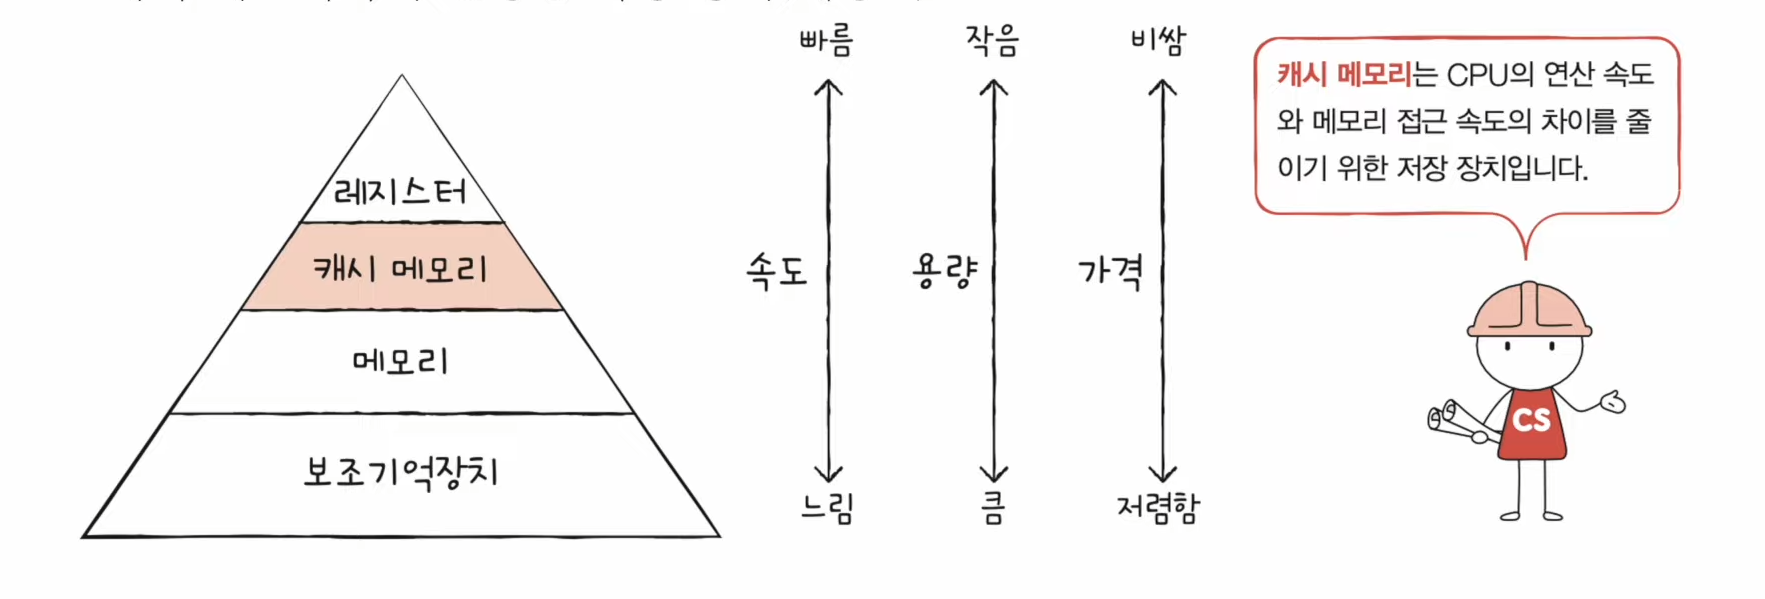 레지스터
캐시 메모리
메모리
보조기억장치
빠름
속도
느림
작음
용량
큼
비쌈
가격
저렴함
캐시 메모리는 CPU의 연산 속도
와 메모리 접근 속도의 차이를 줄
이기 위한 저장 장치입니다.
CS